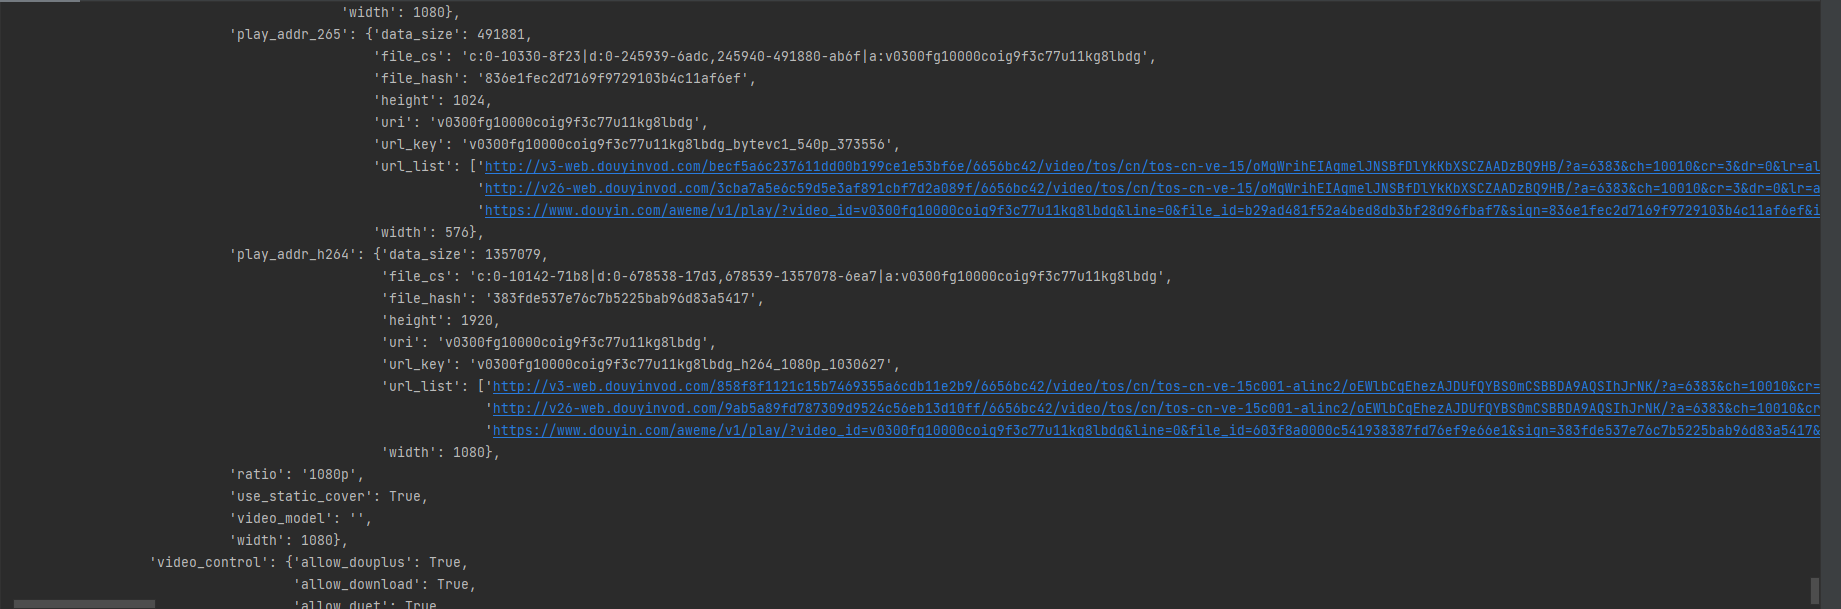 'width': 1080},
'play_addr_265': {'data_size': 491881,
'file_cs': 'c:0-10330-8f23|d:0-245939-6adc,245940-491880-ab6f|a:v0300fg10000coig9f3c77u11kg8lbdg',
'file_hash': '836e1fec2d7169f9729103b4c11af6ef',
'height': 1024,
'uri': 'v0300fg10000coig9f3c77u11kg8lbdg',
'url_key': 'v0300fg10000coig9f3c77u11kg8lbdg_bytevc1_540p_373556',
'url_list': ['http://v3-web.douyinvod.com/becf5a6c237611dd00b199ce1e53bf6e/6656bc42/video/tos/cn/tos-cn-ve-15/oMqWrihEIAqmelJNSBfDlYkKbXSCZAADzBQ9HB/?a=6383&ch=10010&cr=3&dr=0&lr=al
'http://v26-web.douyinvod.com/3cba7a5e6c59d5e3af891cbf7d2a089f/6656bc42/video/tos/cn/tos-cn-ve-15/oMqWrihEIAqmelJNSBfDlYkKbXSCZAADzBQ9HB/?a=6383&ch=10010&cr=3&dr=0&lr=a
'https://www.douyin.com/aweme/v1/play/?video_id=v0300fg10000coig9f3c77u11kg8lbdg&line=0&file_id=b29ad481f52a4bed8db3bf28d96fbaf7&sign=836e1fec2d7169f9729103b4c11af6ef&i
'width': 576},
'play_addr_h264': {'data_size': 1357079,
'file_cs': 'c:0-10142-71b8|d:0-678538-17d3,678539-1357078-6ea7|a:v0300fg10000coig9f3c77u11kg8lbdg',
'file_hash': '383fde537e76c7b5225bab96d83a5417',
'height': 1920,
'uri': 'v0300fg10000coig9f3c77u11kg8lbdg',
'url_key': 'v0300fg10000coig9f3c77u11kg8lbdg_h264_1080p_1030627',
'url_list': ['http://v3-web.douyinvod.com/858f8f1121c15b7469355a6cdb11e2b9/6656bc42/video/tos/cn/tos-cn-ve-15c001-alinc2/oEWlbCqEhezAJDUfQYBS0mCSBBDA9AQSIhJrNK/?a=6383&ch=10010&cr=
'http://v26-web.douyinvod.com/9ab5a89fd787309d9524c56eb13d10ff/6656bc42/video/tos/cn/tos-cn-ve-15c001-alinc2/oEWlbCqEhezAJDUfQYBS0mCSBBDA9AQSIhJrNK/?a=6383&ch=10010&cr
'https://www.douyin.com/aweme/v1/play/?video_id=v0300fg10000coig9f3c77u11kg8lbdg&line=0&file_id=603f8a0000c541938387fd76ef9e66e1&sign=383fde537e76c7b5225bab96d83a5417&
'width': 1080},
'ratio': '1080p',
'use_static_cover': True,
'video_model': '',
'width': 1080},
'video_control': {'allow_douplus': True,
'allow_download': True,
'allow_duet': True